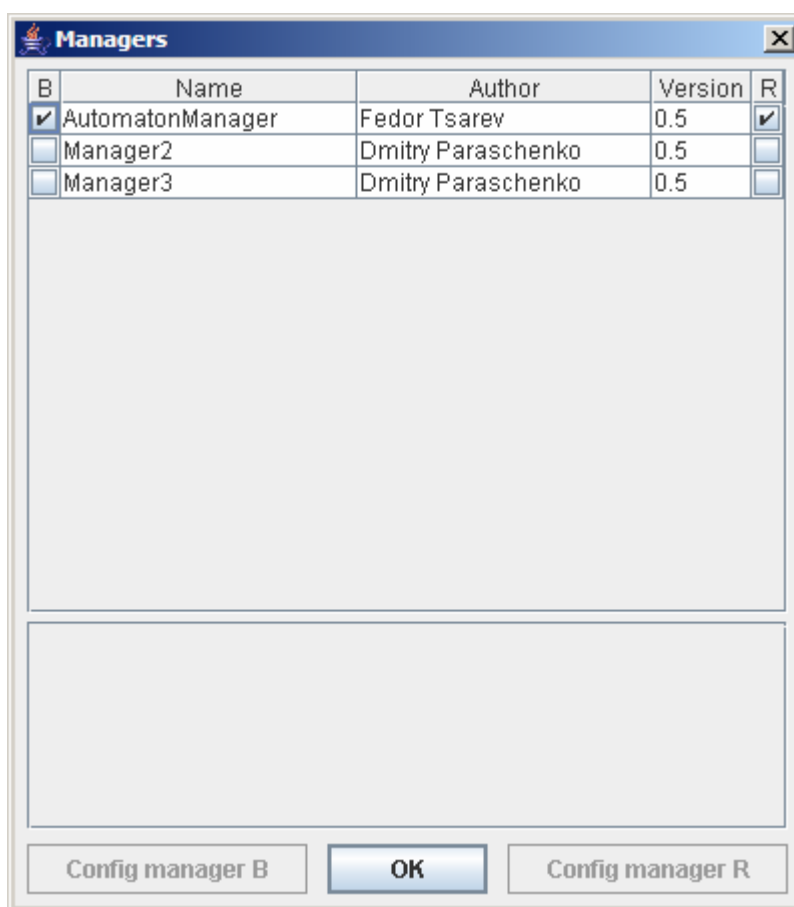 Managers
B Name Author Version R
AutomatonManager Fedor Tsarev 0.5
Manager2 Dmitry Paraschenko 0.5
Manager3 Dmitry Paraschenko 0.5
Config manager B OK Config manager R